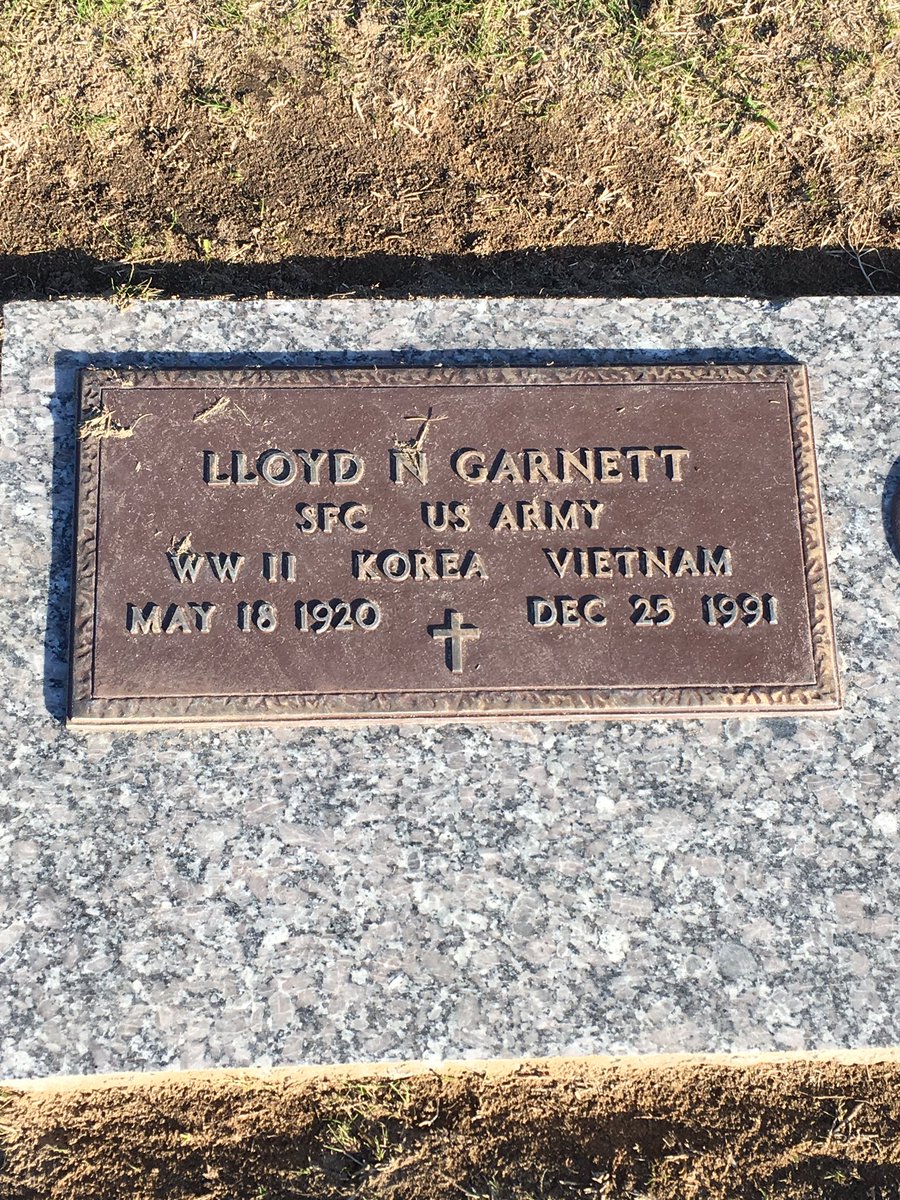 LLOYD N GARNETT
SFC US ARMY
WW II KOREA VIETNAM
MAY 18 1920 DEC 25 1991